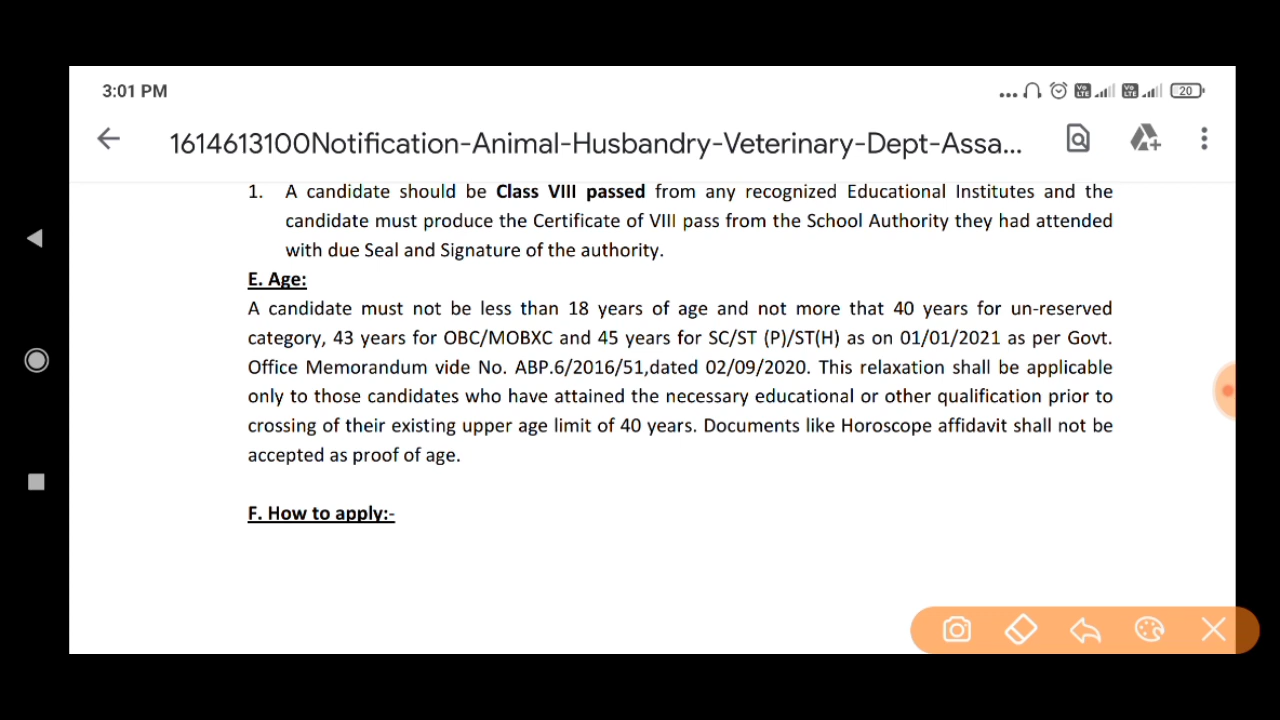 3:01 PM
... Vo LTE Vo LTE 20
1614613100Notification-Animal-Husbandry-Veterinary-Dept-Assa...
1. A candidate should be Class VIII passed from any recognized Educational Institutes and the
candidate must produce the Certificate of VIII pass from the School Authority they had attended
with due Seal and Signature of the authority.
E. Age:
A candidate must not be less than 18 years of age and not more that 40 years for un-reserved
category, 43 years for OBC/MOBXC and 45 years for SC/ST (P)/ST(H) as on 01/01/2021 as per Govt.
Office Memorandum vide No. ABP.6/2016/51,dated 02/09/2020. This relaxation shall be applicable
only to those candidates who have attained the necessary educational or other qualification prior to
crossing of their existing upper age limit of 40 years. Documents like Horoscope affidavit shall not be
accepted as proof of age.
F. How to apply:-